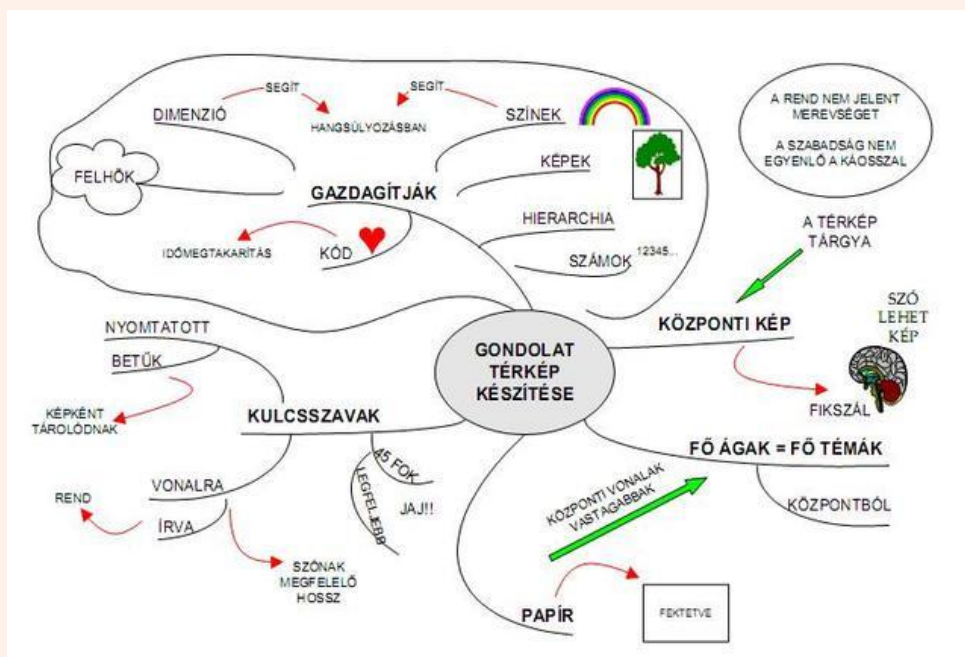 SEGÍT
SEGÍT
DIMENZIÓ
HANGSÚLYOZÁSBAN
SZÍNEK
FELHŐK
KÉPEK
GAZDAGÍTJÁK
HIERARCHIA
IDŐMEGTAKARÍTÁS
KÓD
SZÁMOK
12345...
A REND NEM JELENT
MEREVSÉGET
A SZABADSÁG NEM
EGYENLŐ A KÁOSSZAL
A TÉRKÉP
TÁRGYA
KÖZPONTI KÉP
SZÓ
LEHET
KÉP
FIKSZÁL
GONDOLAT
TÉRKÉP
KÉSZÍTÉSE
NYOMTATOTT
BETŰK
KÉPKÉNT
TÁROLÓDNAK
KULCSSZAVAK
VONALRA
ÍRVA
REND
SZÓNAK
MEGFELELŐ
HOSSZ
45 FOK
LEGFELJEBB
JAJ!!
FŐ ÁGAK = FŐ TÉMÁK
KÖZPONTBÓL
KÖZPONTI VONALAK
VASTAGABBAK
PAPÍR
FEKTETVE